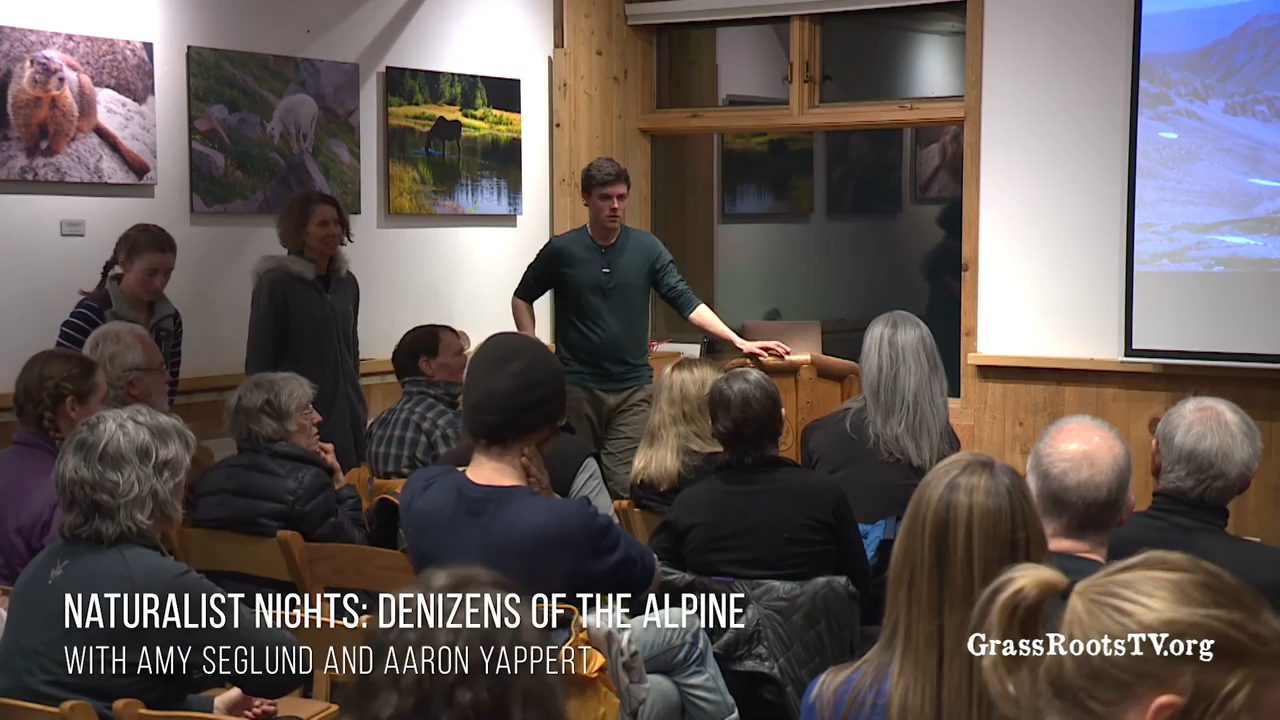 NATURALIST NIGHTS: DENIZENS OF THE ALPINE
WITH AMY SEGLUND AND AARON YAPPERT
GrassRootsTV.org